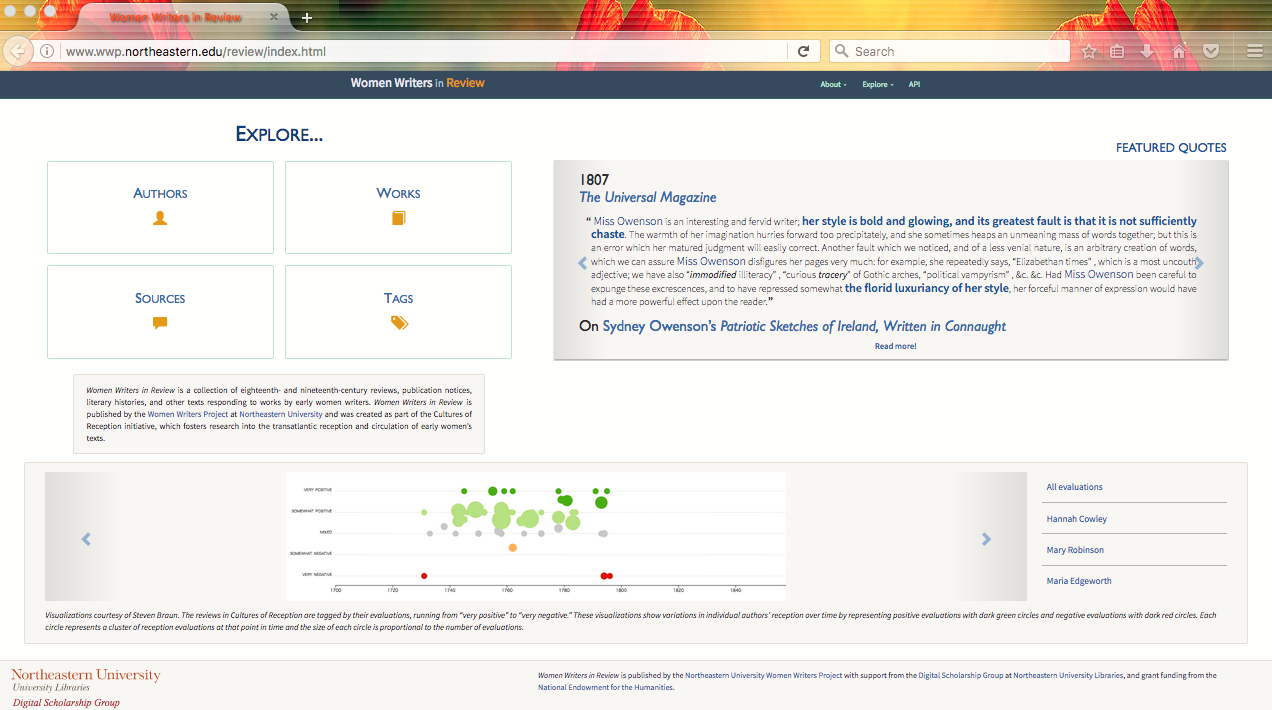 Women Writers in Review
www.wwp.northeastern.edu/review/index.html
Search
Women Writers in Review
About
Explore
API
EXPLORE...
AUTHORS
WORKS
SOURCES
TAGS
FEATURED QUOTES
1807
The Universal Magazine
“ Miss Owenson is an interesting and fervid writer; her style is bold and glowing, and its greatest fault is that it is not sufficiently
chaste. The warmth of her imagination hurries forward too precipitately, and she sometimes heaps an unmeaning mass of words together; but this is
an error which her matured judgment will easily correct. Another fault which we noticed, and of a less venial nature, is an arbitrary creation of words,
which we can assure Miss Owenson disfigures her pages very much: for example, she repeatedly says, “Elizabethan times” , which is a most uncouth
adjective; we have also “immodified illiteracy” , “curious tracery” of Gothic arches, “political vampyrism” , &c. &c. Had Miss Owenson been careful to
expunge these excrescences, and to have repressed somewhat the florid luxuriancy of her style, her forceful manner of expression would have
had a more powerful effect upon the reader.”
On Sydney Owenson’s Patriotic Sketches of Ireland, Written in Connaught
Read more!
Women Writers in Review is a collection of eighteenth- and nineteenth-century reviews, publication notices,
literary histories, and other texts responding to works by early women writers. Women Writers in Review is
published by the Women Writers Project at Northeastern University and was created as part of the Cultures of
Reception initiative, which fosters research into the transatlantic reception and circulation of early women’s
texts.
VERY POSITIVE
SOMEWHAT POSITIVE
MIXED
SOMEWHAT NEGATIVE
VERY NEGATIVE
1700 1720 1740 1760 1780 1800 1820 1840
All evaluations
Hannah Cowley
Mary Robinson
Maria Edgeworth
Visualizations courtesy of Steven Braun. The reviews in Cultures of Reception are tagged by their evaluations, running from “very positive” to “very negative.” These visualizations show variations in individual authors’ reception over time by representing positive evaluations with dark green circles and negative evaluations with dark red circles. Each
circle represents a cluster of reception evaluations at that point in time and the size of each circle is proportional to the number of evaluations.
Northeastern University
University Libraries
Digital Scholarship Group
Women Writers in Review is published by the Northeastern University Women Writers Project with support from the Digital Scholarship Group at Northeastern University Libraries, and grant funding from the
National Endowment for the Humanities.